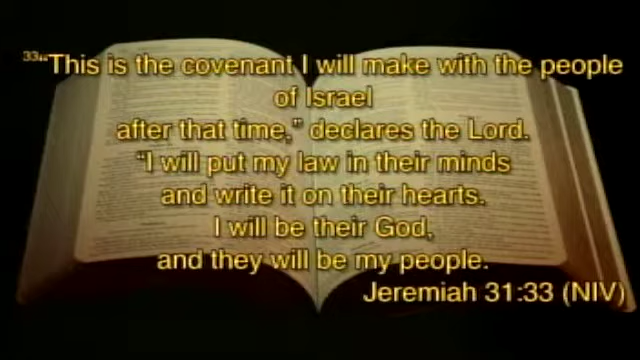 33“This is the covenant I will make with the people
of Israel
after that time,” declares the Lord.
“I will put my law in their minds
and write it on their hearts.
I will be their God,
and they will be my people.
Jeremiah 31:33 (NIV)